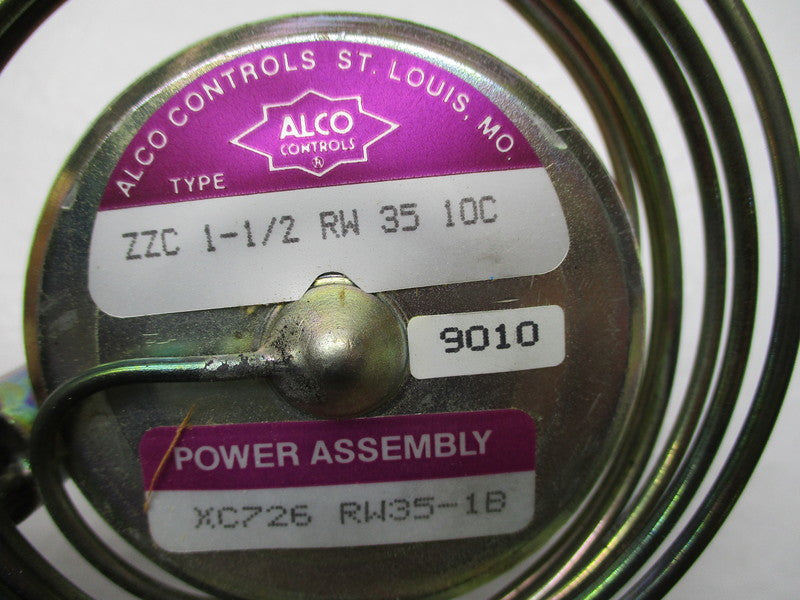 ALCO CONTROLS ST. LOUIS, MO.
ALCO
CONTROLS
TYPE
ZZC 1-1/2 RW 35 10C
9010
POWER ASSEMBLY
XC726 RW35-1B